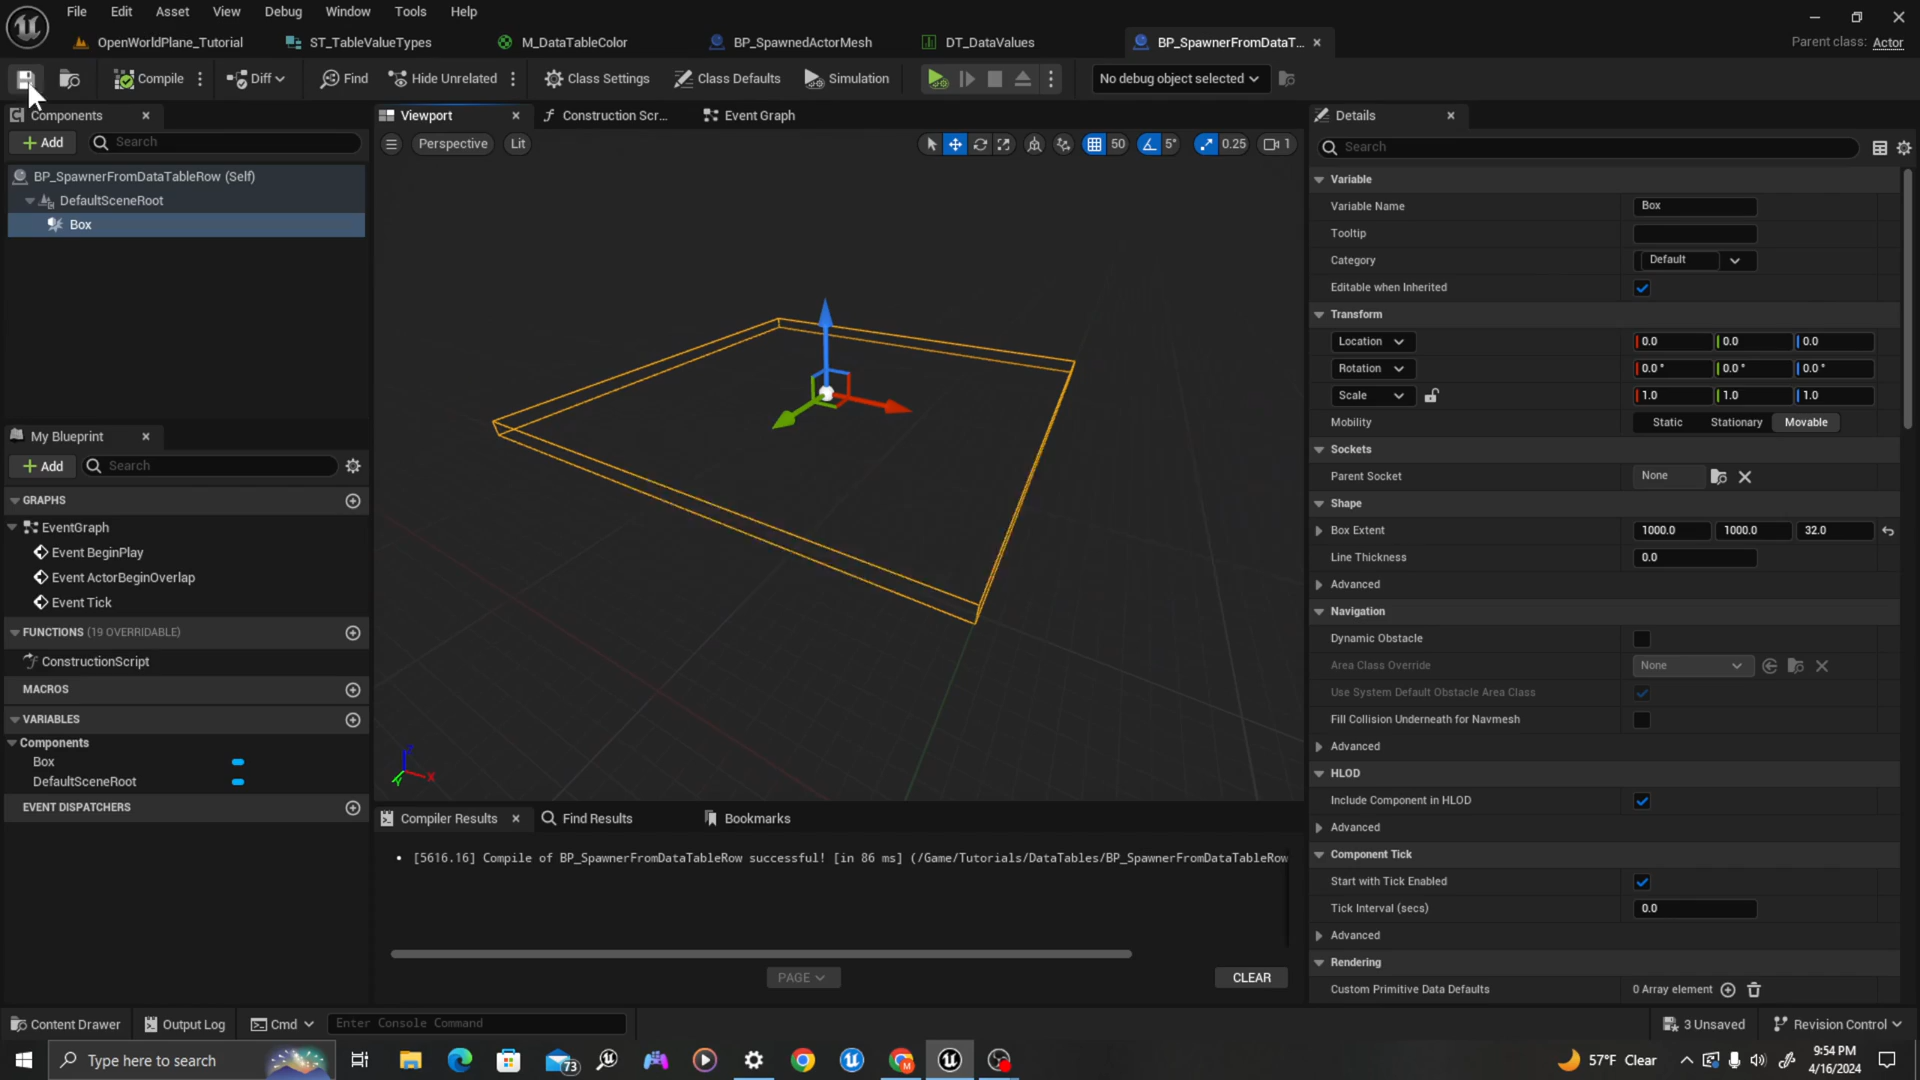 File Edit Asset View Debug Window Tools Help
OpenWorldPlane_Tutorial ST_TableValueTypes M_DataTableColor BP_SpawnedActorMesh DT_DataValues BP_SpawnerFromDataT... Parent class: Actor
Compile Diff Find Hide Unrelated Class Settings Class Defaults Simulation No debug object selected
Components
Add Search
BP_SpawnerFromDataTableRow (Self)
DefaultSceneRoot
Box
My Blueprint
Add Search
GRAPHS
EventGraph
Event BeginPlay
Event ActorBeginOverlap
Event Tick
FUNCTIONS (19 OVERRIDABLE)
ConstructionScript
MACROS
VARIABLES
Components
Box
DefaultSceneRoot
EVENT DISPATCHERS
Viewport Construction Scr... Event Graph
Perspective Lit 50 5° 0.25 1
Z X Y
Compiler Results Find Results Bookmarks
• [5616.16] Compile of BP_SpawnerFromDataTableRow successful! [in 86 ms] (/Game/Tutorials/DataTables/BP_SpawnerFromDataTableRow
PAGE CLEAR
Details
Search
Variable
Variable Name Box
Tooltip
Category Default
Editable when Inherited
Transform
Location 0.0 0.0 0.0
Rotation 0.0° 0.0° 0.0°
Scale 1.0 1.0 1.0
Mobility Static Stationary Movable
Sockets
Parent Socket None
Shape
Box Extent 1000.0 1000.0 32.0
Line Thickness 0.0
Advanced
Navigation
Dynamic Obstacle
Area Class Override None
Use System Default Obstacle Area Class
Fill Collision Underneath for Navmesh
Advanced
HLOD
Include Component in HLOD
Advanced
Component Tick
Start with Tick Enabled
Tick Interval (secs) 0.0
Advanced
Rendering
Custom Primitive Data Defaults 0 Array element
Content Drawer Output Log Cmd Enter Console Command 3 Unsaved Revision Control
Type here to search 73 57°F Clear 9:54 PM
4/16/2024